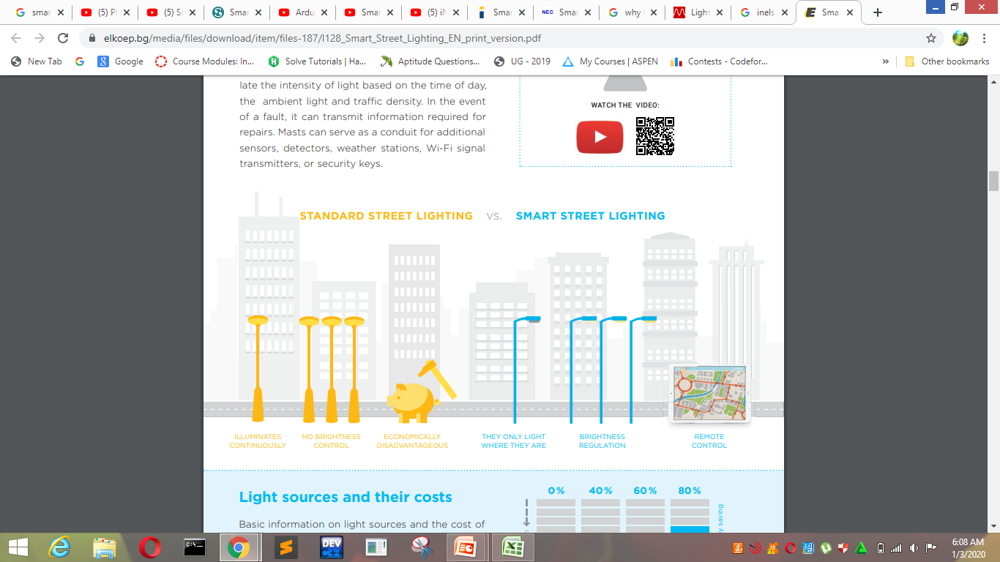 smar
(5) Pl
(5) Sr
Smar
Ardu
Smar
(5) iN
Smar
NEC Smar
why
Light
inels
Smar
elkoep.bg/media/files/download/item/files-187/I128_Smart_Street_Lighting_EN_print_version.pdf
New Tab
Google
Course Modules: In...
Solve Tutorials | Ha...
Aptitude Questions...
UG - 2019
My Courses | ASPEN
Contests - Codefor...
»
Other bookmarks
late the intensity of light based on the time of day,
the ambient light and traffic density. In the event
of a fault, it can transmit information required for
repairs. Masts can serve as a conduit for additional
sensors, detectors, weather stations, Wi-Fi signal
transmitters, or security keys.
WATCH THE VIDEO:
STANDARD STREET LIGHTING VS. SMART STREET LIGHTING
ILLUMINATES
CONTINUOUSLY
NO BRIGHTNESS
CONTROL
ECONOMICALLY
DISADVANTAGEOUS
THEY ONLY LIGHT
WHERE THEY ARE
BRIGHTNESS
REGULATION
REMOTE
CONTROL
Light sources and their costs
Basic information on light sources and the cost of
0% 40% 60% 80%
saving
DEV
C++
6:08 AM
1/3/2020